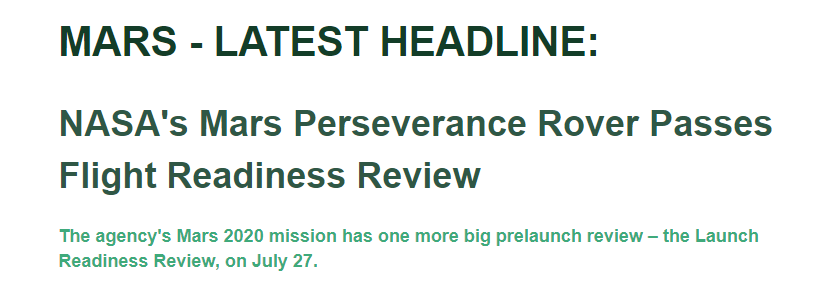 MARS - LATEST HEADLINE:
NASA's Mars Perseverance Rover Passes
Flight Readiness Review
The agency's Mars 2020 mission has one more big prelaunch review – the Launch
Readiness Review, on July 27.